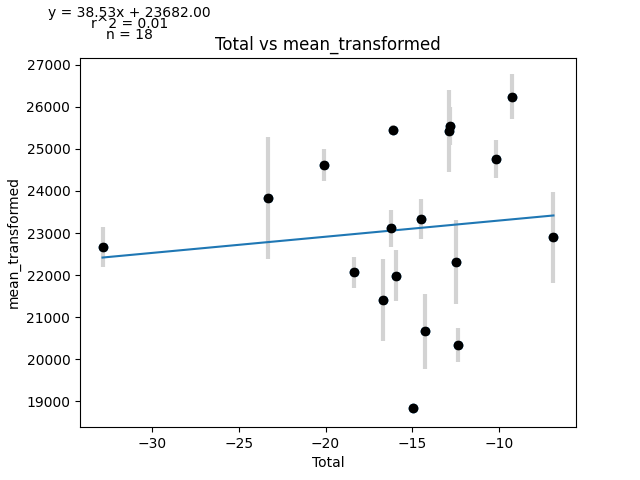 y = 38.53x + 23682.00
r^2 = 0.01
n = 18
Total vs mean_transformed
27000
26000
25000
24000
23000
22000
21000
20000
19000
mean_transformed
−30
−25
−20
−15
−10
Total